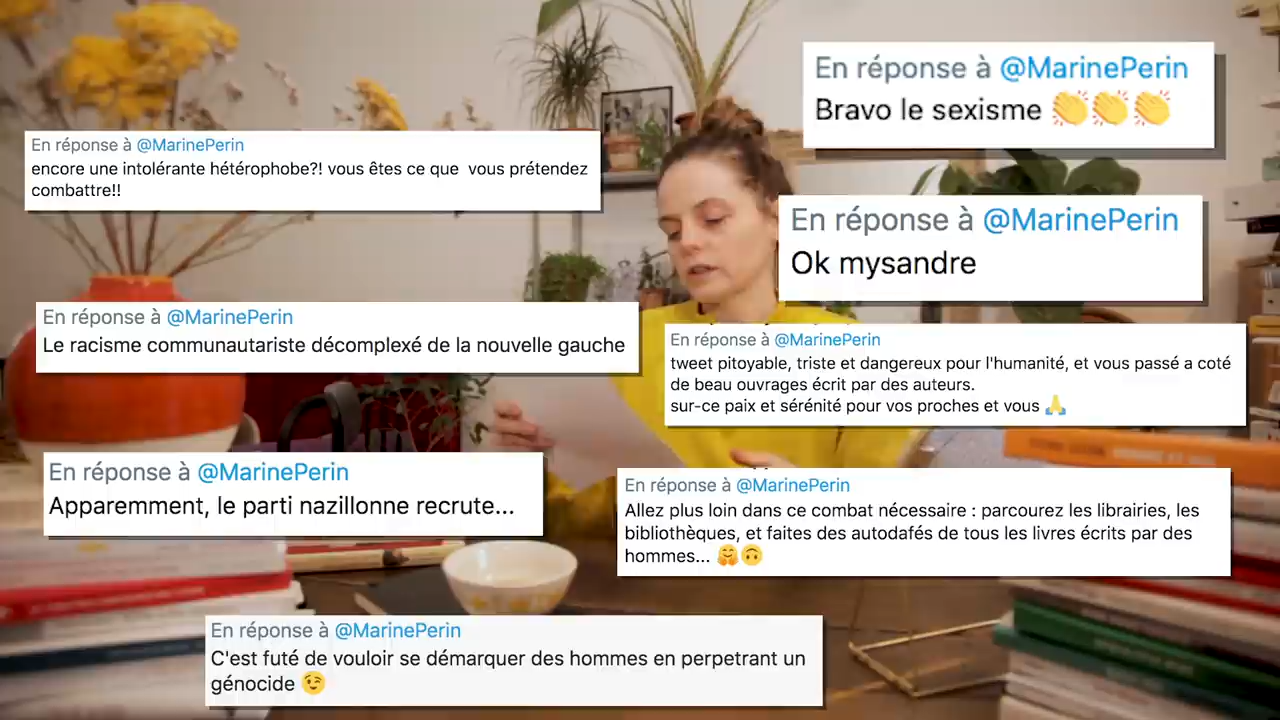 En réponse à @MarinePerin
Bravo le sexisme 👏👏👏
En réponse à @MarinePerin
encore une intolérante hétérophobe?! vous êtes ce que vous prétendez
combattre!!
En réponse à @MarinePerin
Ok mysandre
En réponse à @MarinePerin
Le racisme communautariste décomplexé de la nouvelle gauche
En réponse à @MarinePerin
tweet pitoyable, triste et dangereux pour l'humanité, et vous passé a coté
de beau ouvrages écrit par des auteurs.
sur-ce paix et sérénité pour vos proches et vous 🙏
En réponse à @MarinePerin
Apparemment, le parti nazillonne recrute...
En réponse à @MarinePerin
Allez plus loin dans ce combat nécessaire : parcourez les librairies, les
bibliothèques, et faites des autodafés de tous les livres écrits par des
hommes... 🤗🙃
En réponse à @MarinePerin
C'est futé de vouloir se démarquer des hommes en perpetrant un
génocide 😉